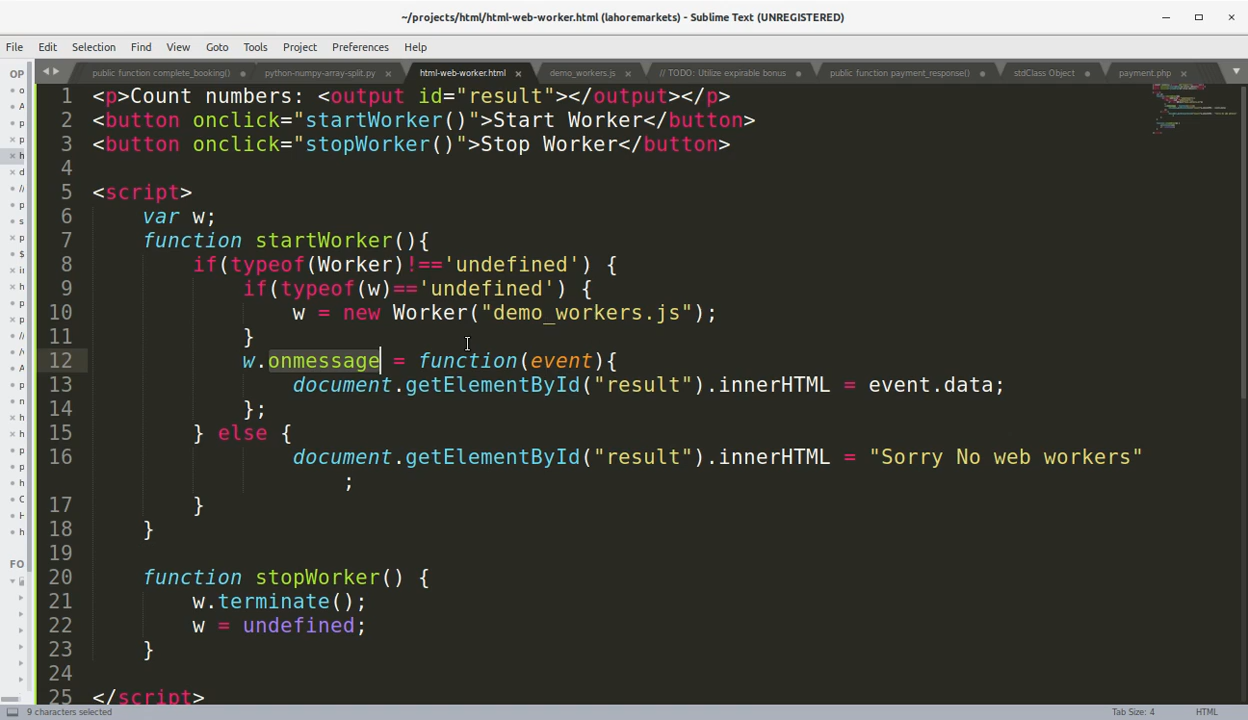 ~/projects/html/html-web-worker.html (lahoremarkets) - Sublime Text (UNREGISTERED)
File Edit Selection Find View Goto Tools Project Preferences Help
OP
public function complete_booking() python-numpy-array-split.py html-web-worker.html demo_workers.js // TODO: Utilize expirable bonus public function payment_response() stdClass Object payment.php
1 <p>Count numbers: <output id="result"></output></p>
2 <button onclick="startWorker()">Start Worker</button>
3 <button onclick="stopWorker()">Stop Worker</button>
4
5 <script>
6 var w;
7 function startWorker(){
8 if(typeof(Worker)!=='undefined') {
9 if(typeof(w)=='undefined') {
10 w = new Worker("demo_workers.js");
11 }
12 w.onmessage = function(event){
13 document.getElementById("result").innerHTML = event.data;
14 };
15 } else {
16 document.getElementById("result").innerHTML = "Sorry No web workers"
;
17 }
18 }
19
20 function stopWorker() {
21 w.terminate();
22 w = undefined;
23 }
24
25 </script>
FO
9 characters selected Tab Size: 4 HTML